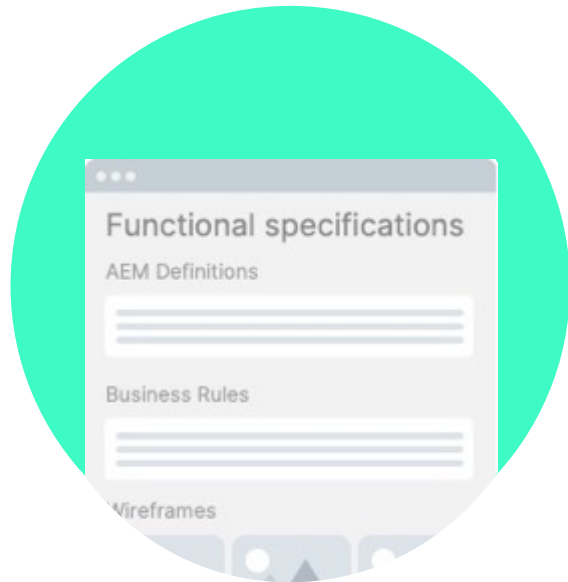 Functional specifications
AEM Definitions
Business Rules
Wireframes